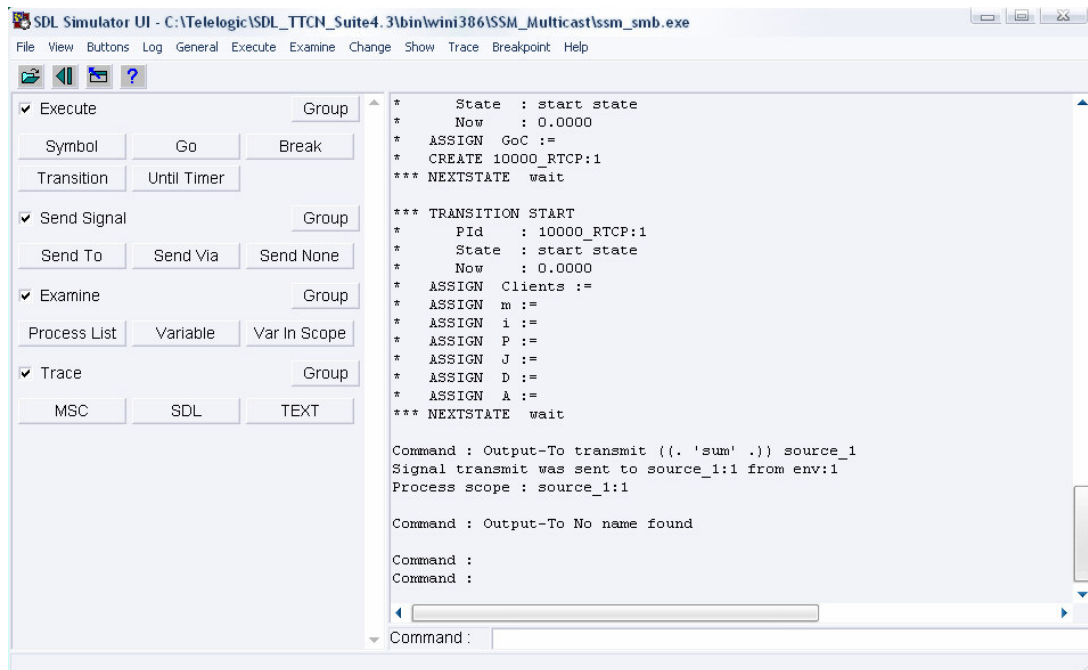 SDL Simulator UI - C:\Telelogic\SDL_TTCN_Suite4.3\bin\wini386\SSM_Multicast\ssm_smb.exe
File View Buttons Log General Execute Examine Change Show Trace Breakpoint Help
?
Execute Group
Symbol Go Break
Transition Until Timer
Send Signal Group
Send To Send Via Send None
Examine Group
Process List Variable Var In Scope
Trace Group
MSC SDL TEXT
* State : start state
* Now : 0.0000
* ASSIGN GoC :=
* CREATE 10000_RTCP:1
*** NEXTSTATE wait
*** TRANSITION START
* PId : 10000_RTCP:1
* State : start state
* Now : 0.0000
* ASSIGN Clients :=
* ASSIGN m :=
* ASSIGN i :=
* ASSIGN P :=
* ASSIGN J :=
* ASSIGN D :=
* ASSIGN A :=
*** NEXTSTATE wait
Command : Output-To transmit ((. 'sum' .)) source_1
Signal transmit was sent to source_1:1 from env:1
Process scope : source_1:1
Command : Output-To No name found
Command :
Command :
Command :